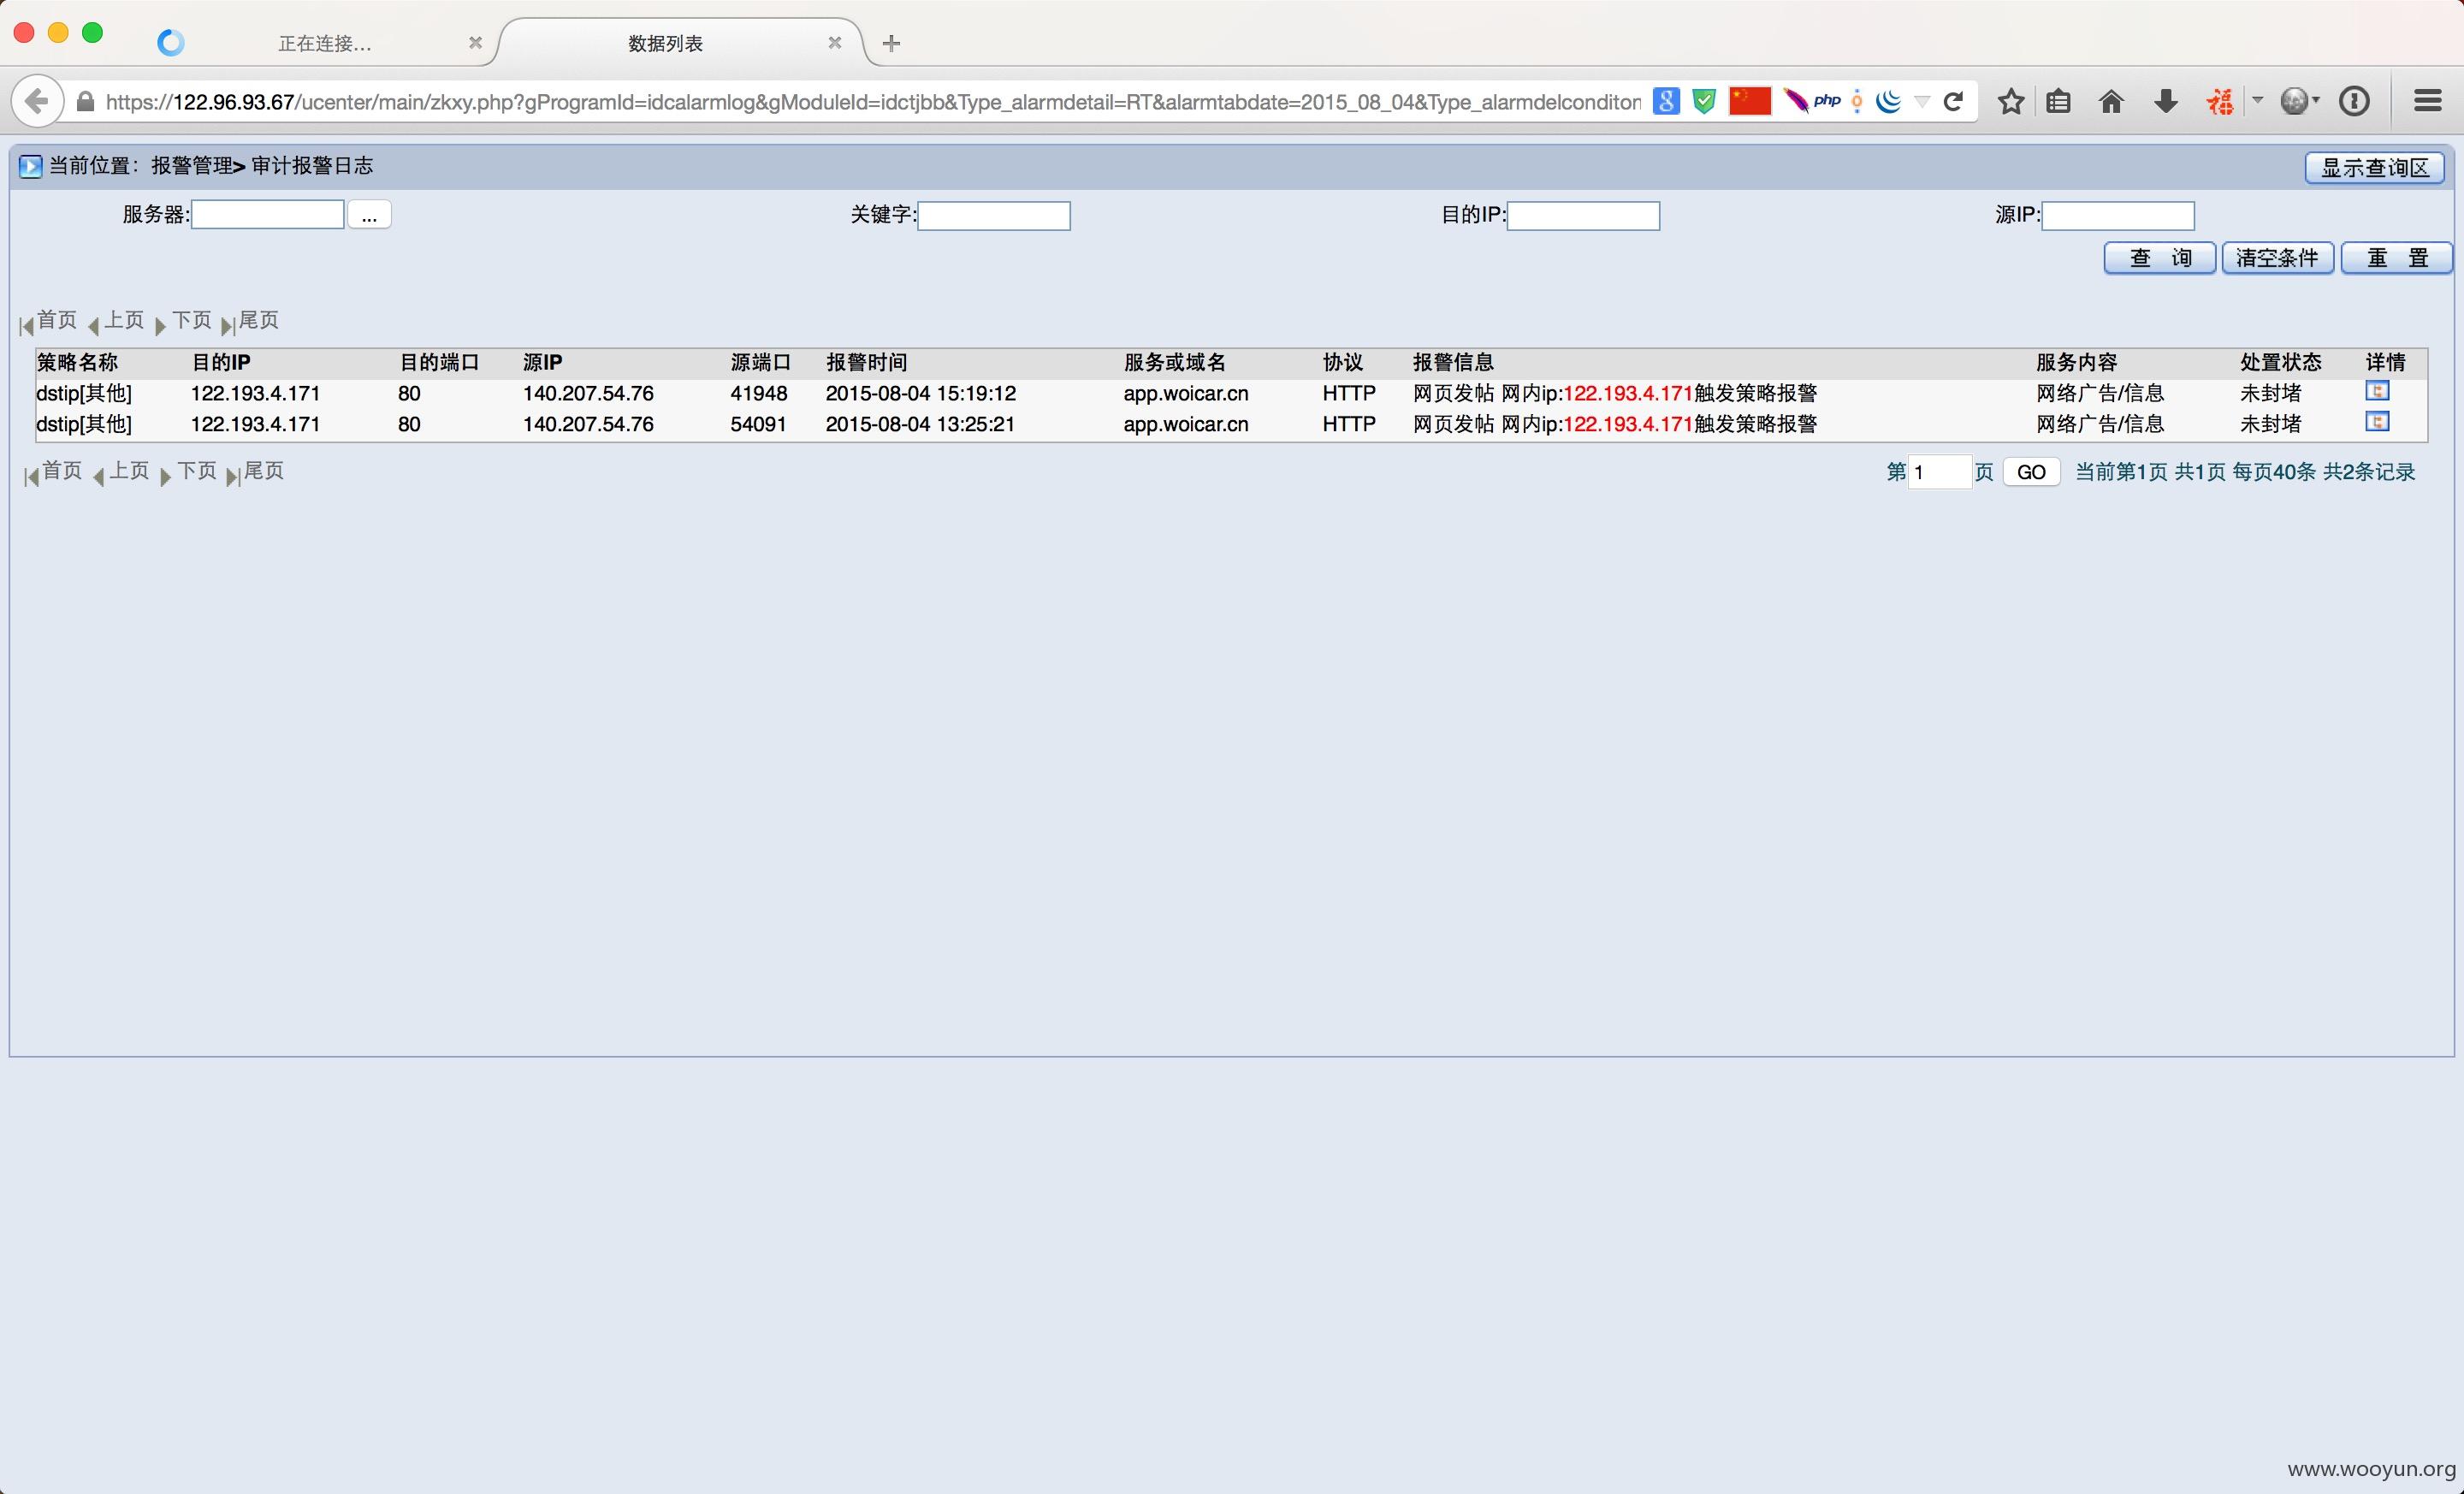 正在连接...
数据列表
https://122.96.93.67/ucenter/main/zkxy.php?gProgramId=idcalarmlog&gModuleId=idctjbb&Type_alarmdetail=RT&alarmtabdate=2015_08_04&Type_alarmdelconditon
php
福
当前位置：报警管理> 审计报警日志
显示查询区
服务器: ... 关键字: 目的IP: 源IP:
查 询 清空条件 重 置
首页 上页 下页 尾页
策略名称 目的IP 目的端口 源IP 源端口 报警时间 服务或域名 协议 报警信息 服务内容 处置状态 详情
dstip[其他] 122.193.4.171 80 140.207.54.76 41948 2015-08-04 15:19:12 app.woicar.cn HTTP 网页发帖 网内ip:122.193.4.171触发策略报警 网络广告/信息 未封堵
dstip[其他] 122.193.4.171 80 140.207.54.76 54091 2015-08-04 13:25:21 app.woicar.cn HTTP 网页发帖 网内ip:122.193.4.171触发策略报警 网络广告/信息 未封堵
首页 上页 下页 尾页 第 1 页 GO 当前第1页 共1页 每页40条 共2条记录
www.wooyun.org